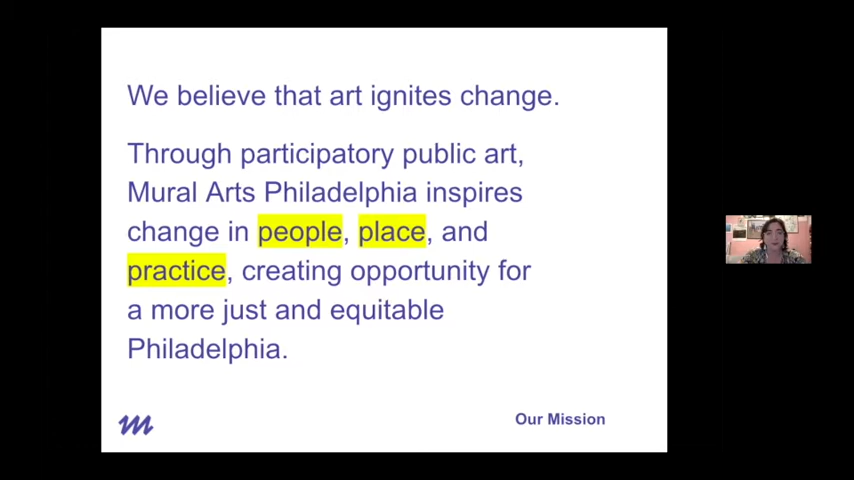 We believe that art ignites change.
Through participatory public art,
Mural Arts Philadelphia inspires
change in people, place, and
practice, creating opportunity for
a more just and equitable
Philadelphia.
m
Our Mission